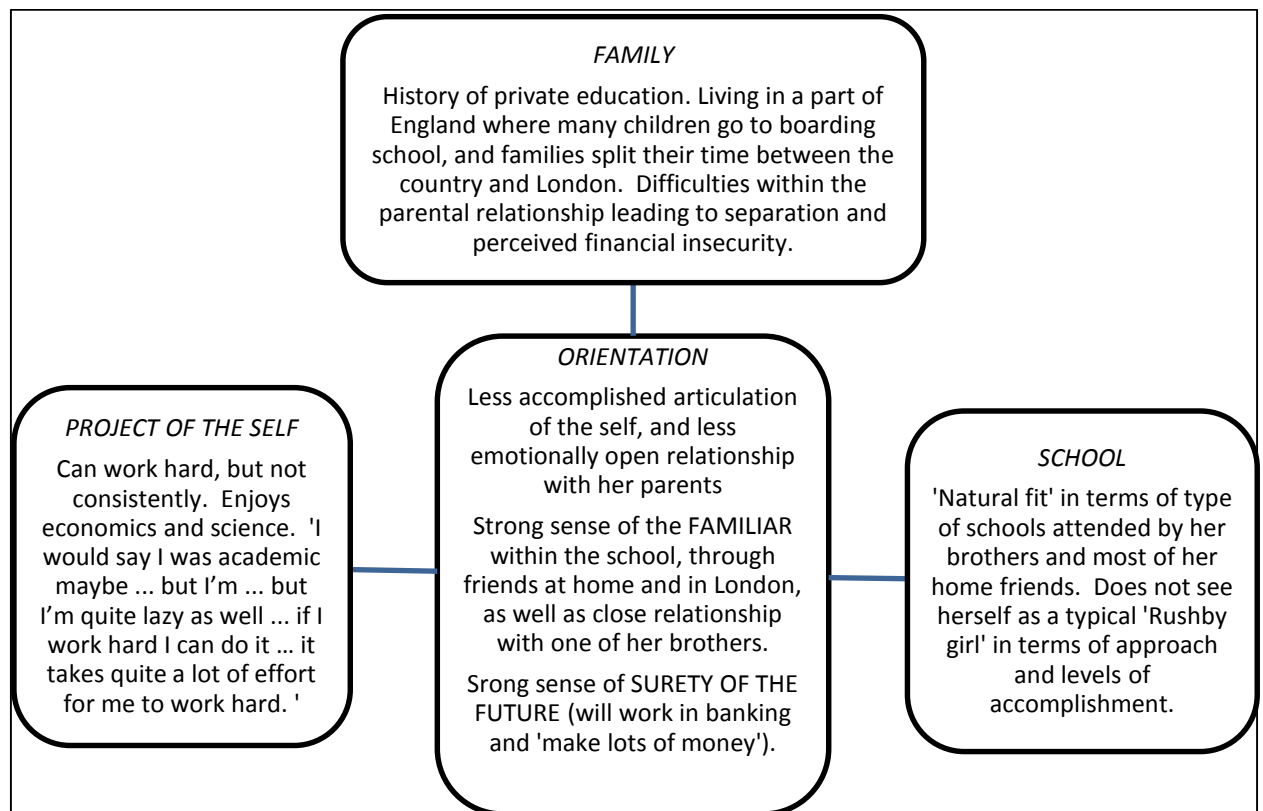 FAMILY
History of private education. Living in a part of
England where many children go to boarding
school, and families split their time between the
country and London.  Difficulties within the
parental relationship leading to separation and
perceived financial insecurity.
ORIENTATION
Less accomplished articulation
of the self, and less
emotionally open relationship
with her parents
Strong sense of the FAMILIAR
within the school, through
friends at home and in London,
as well as close relationship
with one of her brothers.
Srong sense of SURETY OF THE
FUTURE (will work in banking
and 'make lots of money').
PROJECT OF THE SELF
Can work hard, but not
consistently.  Enjoys
economics and science.  'I
would say I was academic
maybe ... but I'm ... but
I'm quite lazy as well ... if I
work hard I can do it ... it
takes quite a lot of effort
for me to work hard. '
SCHOOL
'Natural fit' in terms of type
of schools attended by her
brothers and most of her
home friends.  Does not see
herself as a typical 'Rushby
girl' in terms of approach
and levels of
accomplishment.